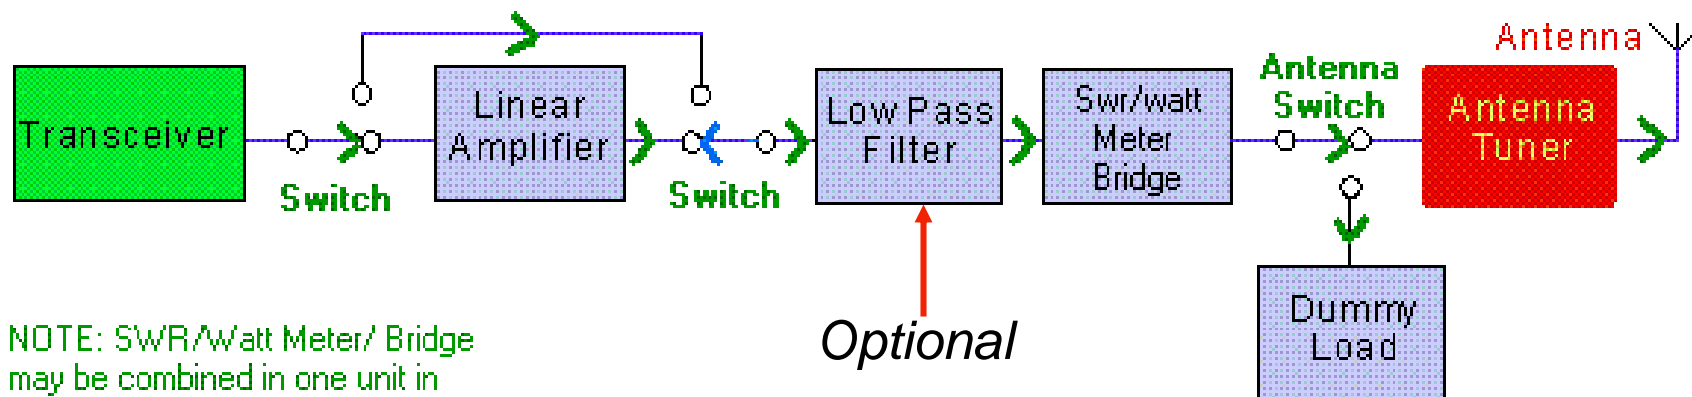 Antenna
Transceiver
Switch
Linear
Amplifier
Switch
Low Pass
Filter
Optional
Swr/watt
Meter
Bridge
Antenna
Switch
Antenna
Tuner
Dummy
Load
NOTE: SWR/Watt Meter/ Bridge
may be combined in one unit in